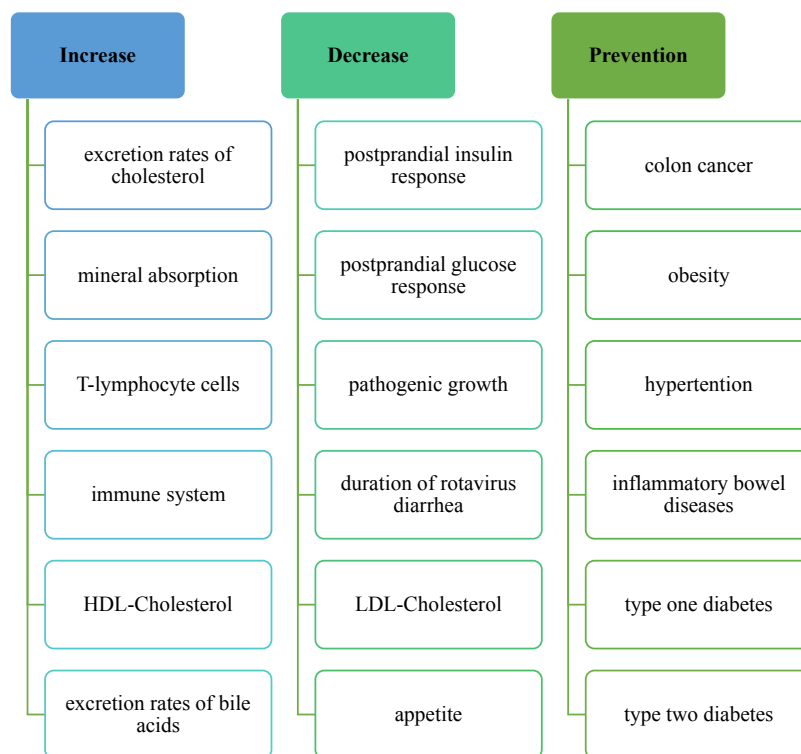 Increase
excretion rates of
cholesterol
mineral absorption
T-lymphocyte cells
immune system
HDL-Cholesterol
excretion rates of bile
acids
Decrease
postprandial insulin
response
postprandial glucose
response
pathogenic growth
duration of rotavirus
diarrhea
LDL-Cholesterol
appetite
Prevention
colon cancer
obesity
hypertention
inflammatory bowel
diseases
type one diabetes
type two diabetes